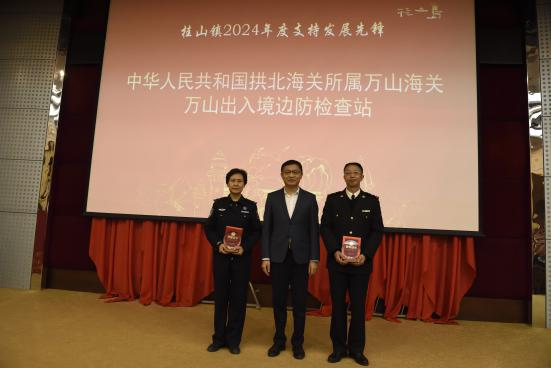 桂山镇2024年度支持发展先锋
中华人民共和国拱北海关所属万山海关
万山出入境边防检查站